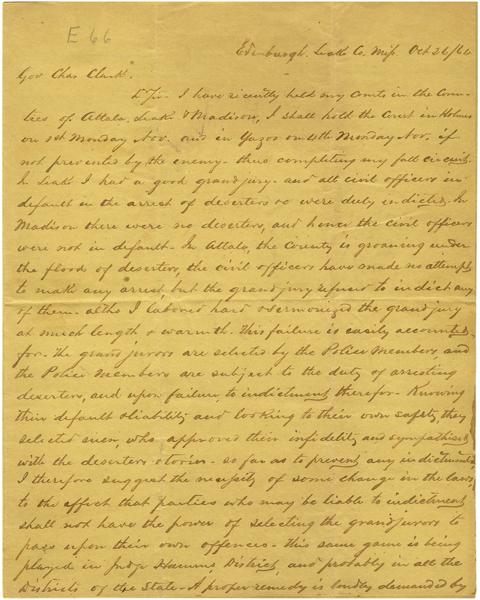 E 66
Edinburgh, Leake Co. Miss. Oct 26/64
Gov Chas Clark.
Dr Sir - I have recently held my Courts in the Coun-
ties of Attala, Leake & Madison, I shall hold the Court in Holmes
on 1st Monday Nov. and in Yazoo on 4th Monday Nov. if
not prevented by the enemy - thus completing my fall circuit.
In Leake I had a good grand jury - and all civil officers in
default in the arrest of deserters &c were duly indicted. In
Madison there were no deserters, and hence the civil officers
were not in default - In Attala, the County is groaning under
the flood of deserters, the civil officers have made no attempt
to make any arrest, but the grand jury refused to indict any
of them - altho I labored hard & sermonized the grand jury
at much length & warmth - This failure is easily accounted
for - The grand jurors are selected by the Police Members, and
the Police Members are subject to the duty of arresting
deserters, and upon failure, to indictment therefor - Knowing
their default & liability and looking to their own safety, they
selected men, who approved their infidelity and sympathised
with the deserters & tories - so far as to prevent any indictments
I therefore suggest the necessity of some change in the laws,
to the effect that parties who may be liable to indictment
shall not have the power of selecting the grand jurors to
pass upon their own offences - This same game is being
played in Judge District, and probably in all the
Districts of the State - A proper remedy is loudly demanded by